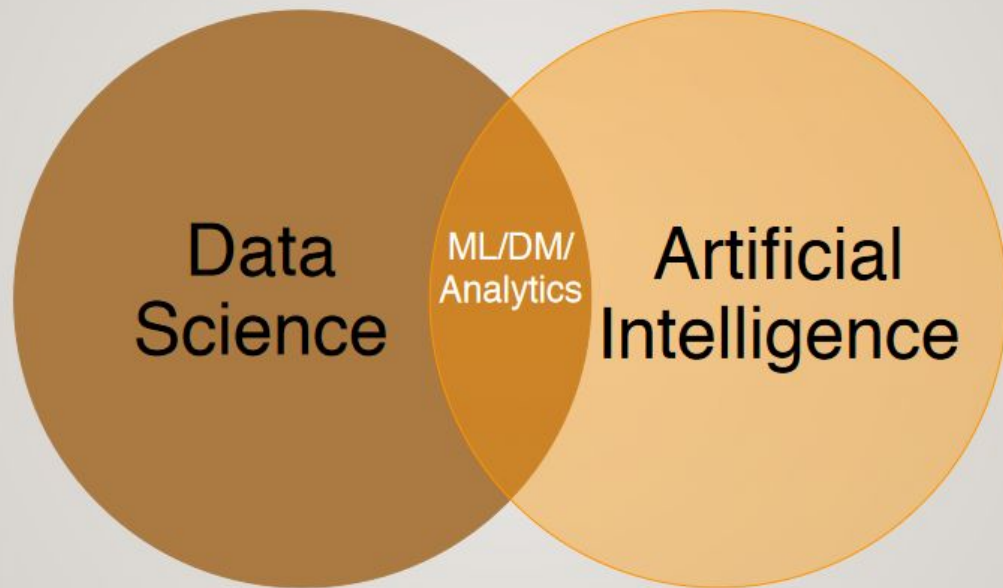 Data
Science
ML/DM/
Analytics
Artificial
Intelligence